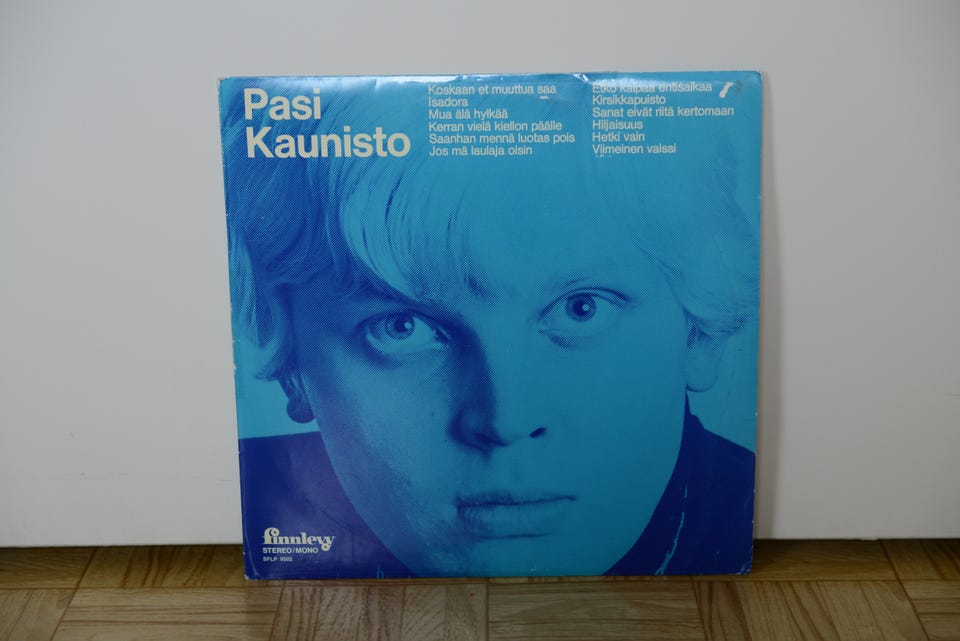 Pasi
Kaunisto
Koskaan et muuttua saa
Isadora
Mua älä hylkää
Kerran vielä kiellon päälle
Saanhan mennä luotas pois
Jos mä laulaja oisin
Etkö kaipaa entisaikaa
Kirsikkapuisto
Sanat eivät riitä kertomaan
Hiljaisuus
Hetki vain
Viimeinen valssi
finnlevy
STEREO/MONO
SFLP 8502